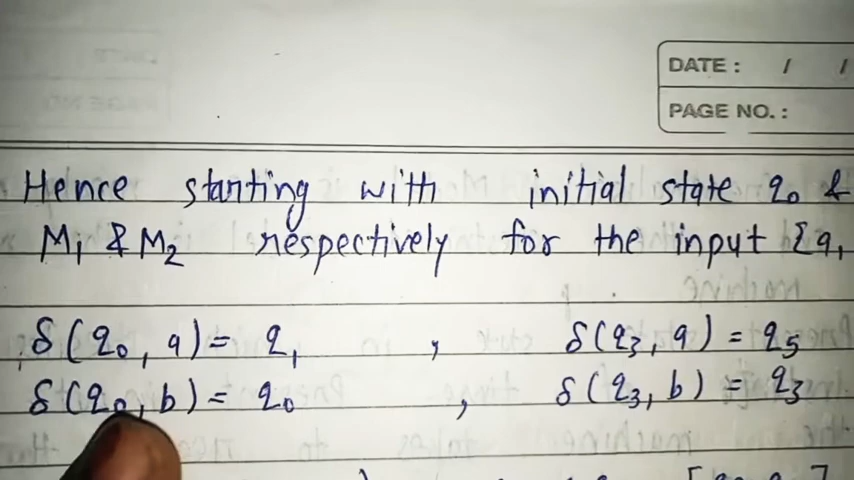 DATE : / /
PAGE NO. :
Hence starting with initial state q₀ &
M₁ & M₂ respectively for the input {a,
δ(q₀, a) = q₁ , δ(q₃, a) = q₅
δ(q₀, b) = q₀ , δ(q₃, b) = q₃